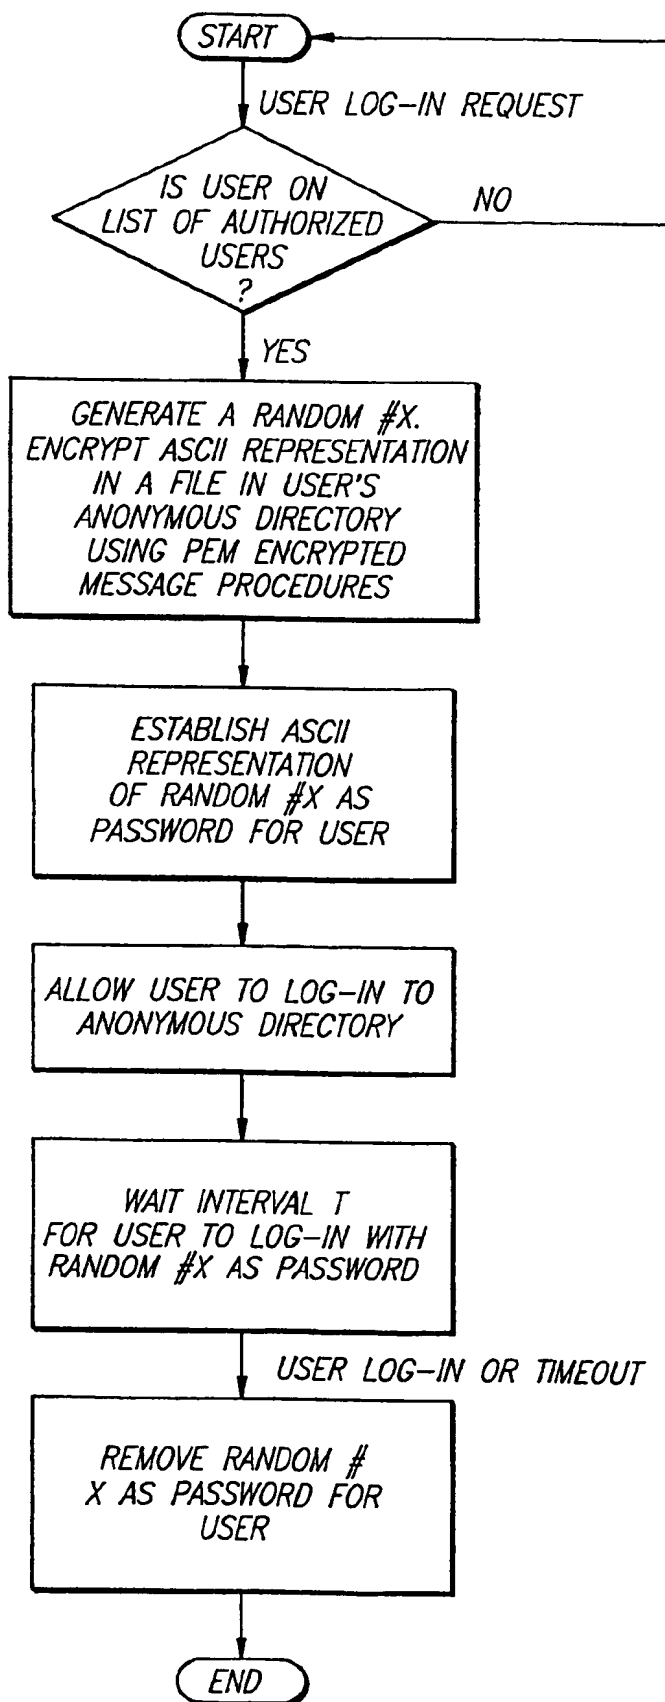 START
USER LOG-IN REQUEST
IS USER ON
LIST OF AUTHORIZED
USERS
?
NO
YES
GENERATE A RANDOM #X.
ENCRYPT ASCII REPRESENTATION
IN A FILE IN USER'S
ANONYMOUS DIRECTORY
USING PEM ENCRYPTED
MESSAGE PROCEDURES
ESTABLISH ASCII
REPRESENTATION
OF RANDOM #X AS
PASSWORD FOR USER
ALLOW USER TO LOG-IN TO
ANONYMOUS DIRECTORY
WAIT INTERVAL T
FOR USER TO LOG-IN WITH
RANDOM #X AS PASSWORD
USER LOG-IN OR TIMEOUT
REMOVE RANDOM #
X AS PASSWORD FOR
USER
END